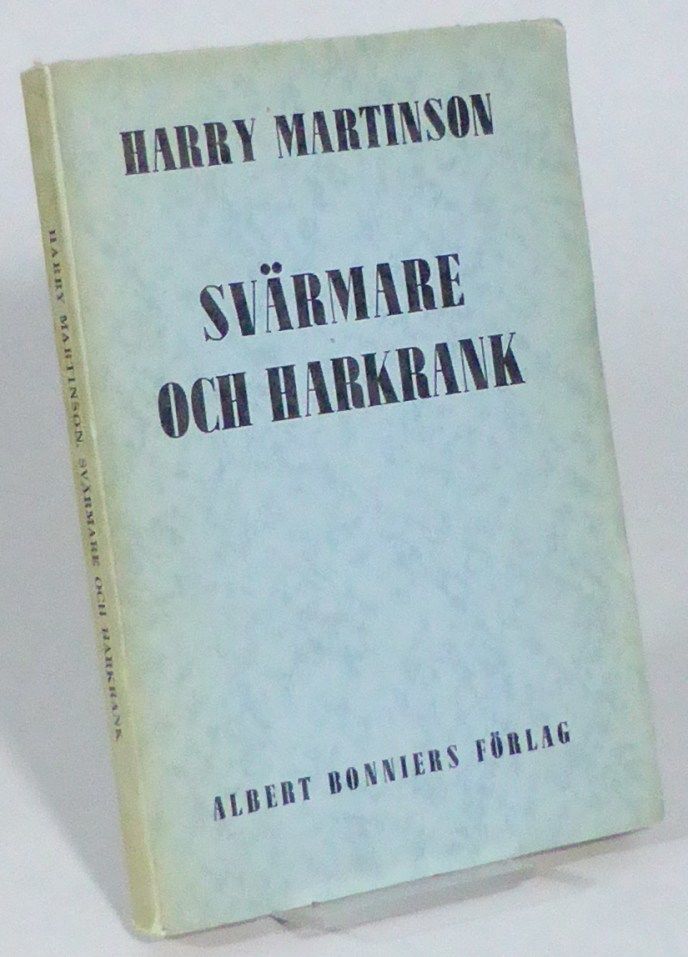 HARRY MARTINSON
SVÄRMARE
OCH HARKRANK
ALBERT BONNIERS FÖRLAG
HARRY MARTINSON. SVÄRMARE OCH HARKRANK